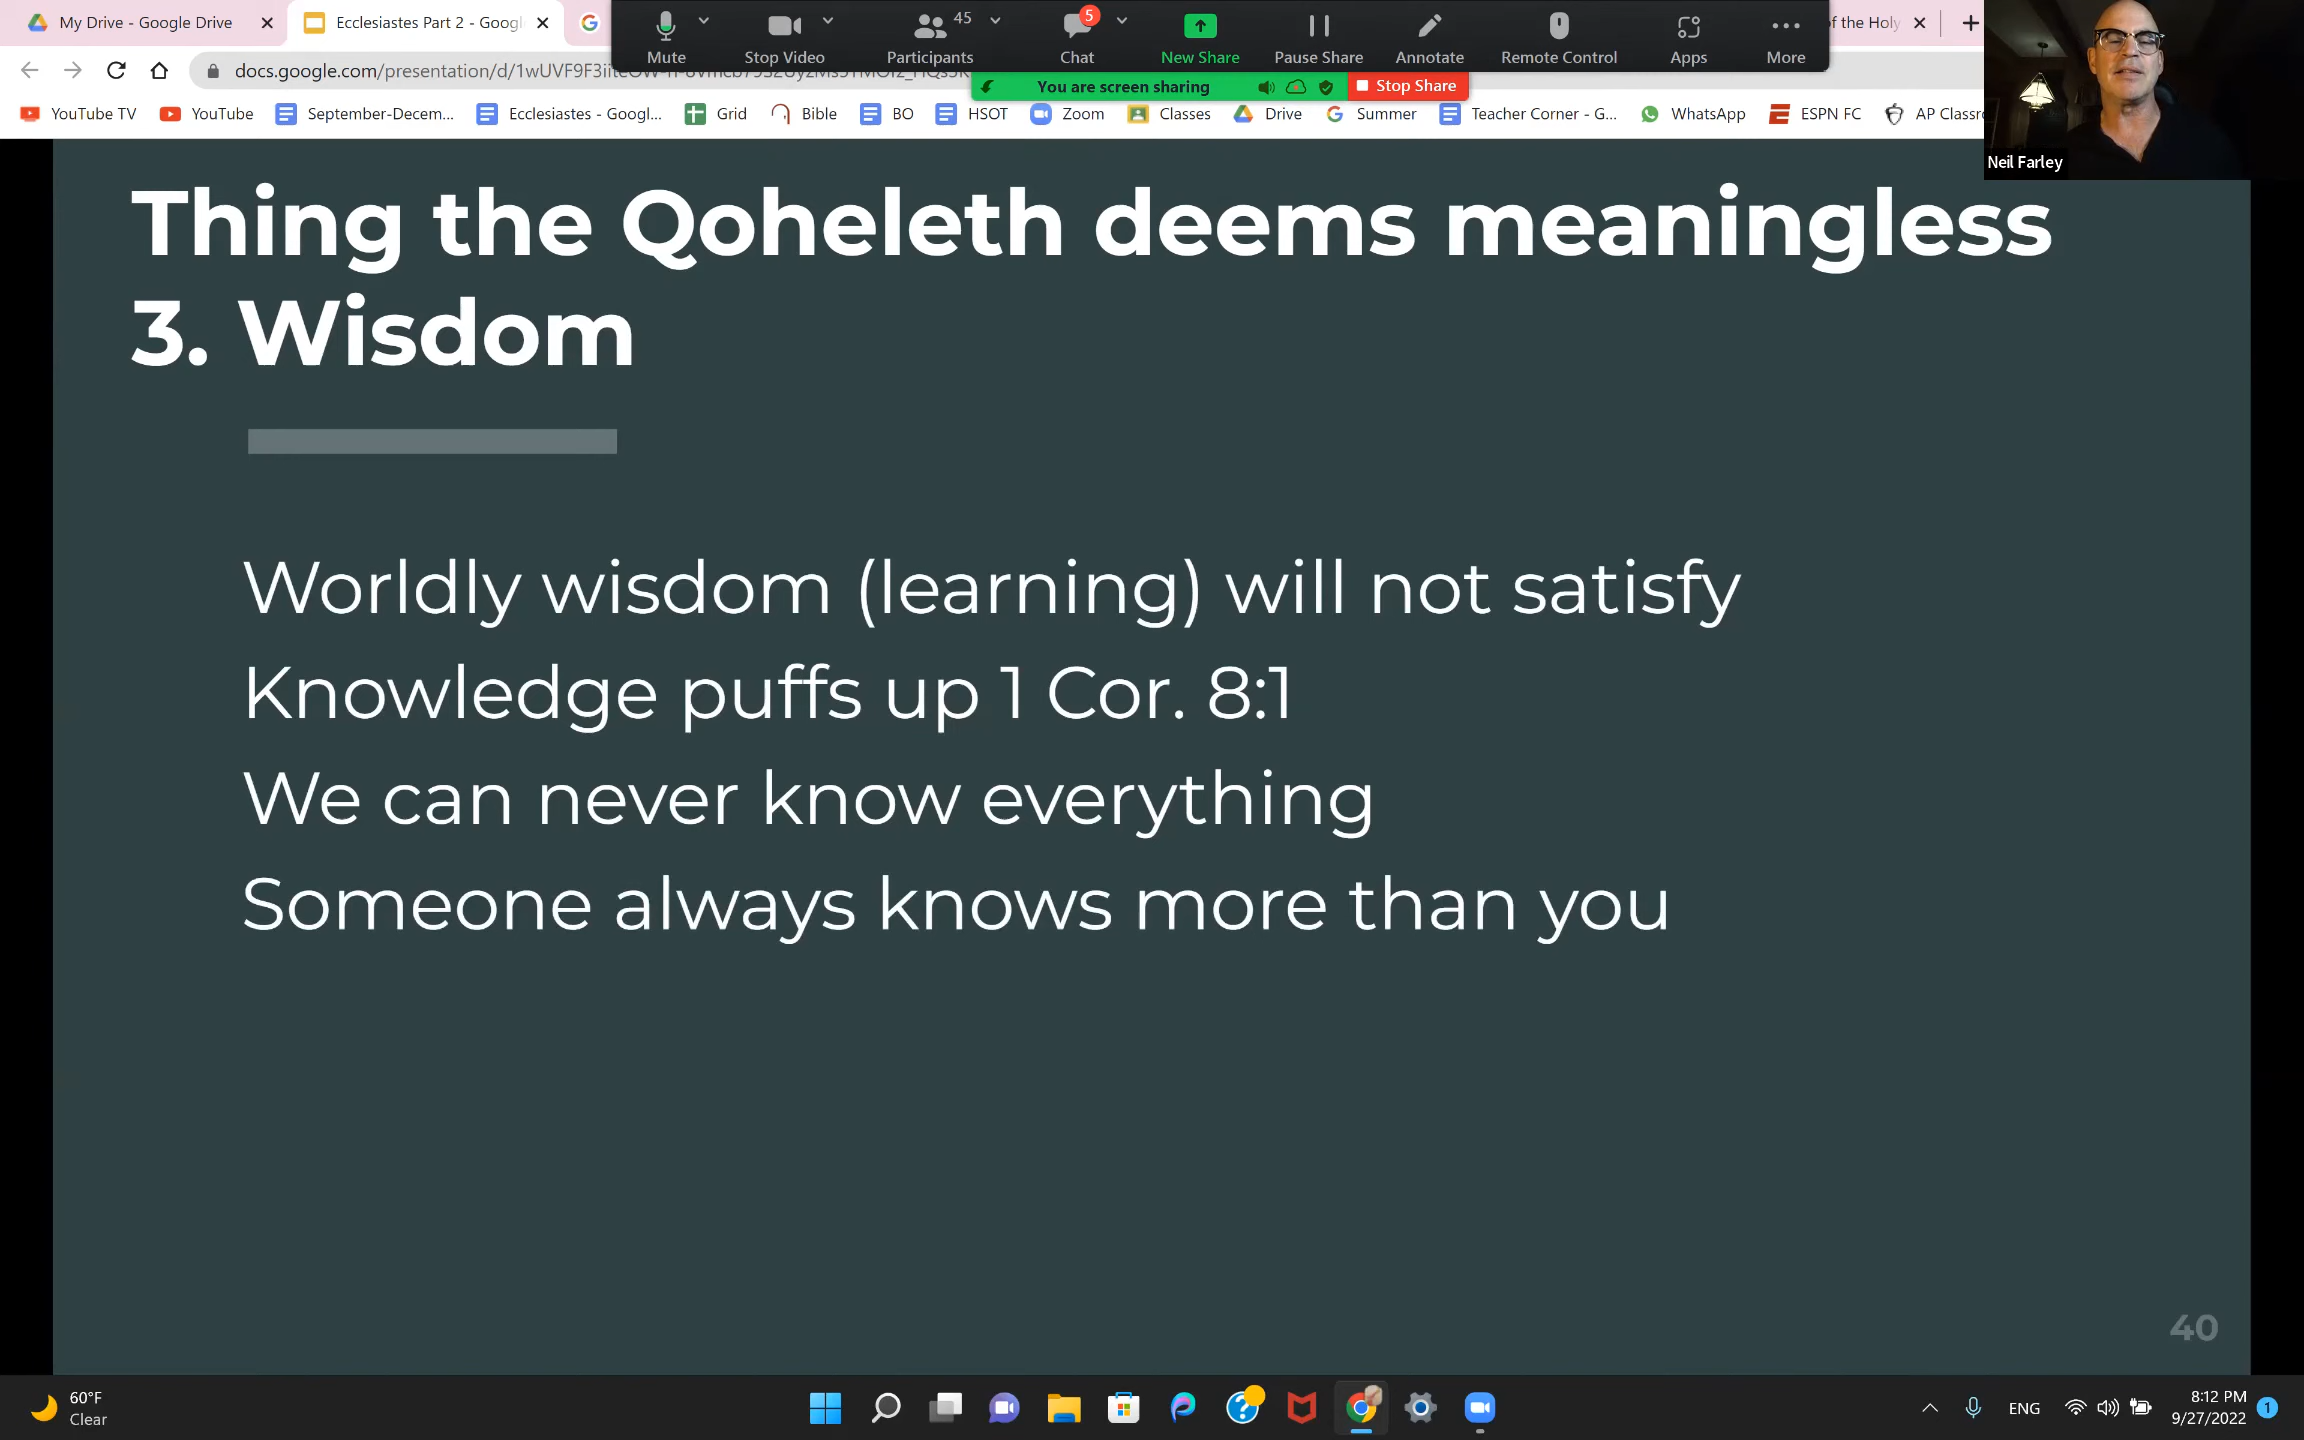 My Drive - Google Drive
Ecclesiastes Part 2 - Googl
of the Holy
Mute
Stop Video
Participants
45
Chat
5
New Share
Pause Share
Annotate
Remote Control
Apps
More
You are screen sharing
Stop Share
docs.google.com/presentation/d/
YouTube TV
YouTube
September-Decem...
Ecclesiastes - Googl...
Grid
Bible
BO
HSOT
Zoom
Classes
Drive
Summer
Teacher Corner - G...
WhatsApp
ESPN FC
AP Classr
Neil Farley
Thing the Qoheleth deems meaningless
3. Wisdom
Worldly wisdom (learning) will not satisfy
Knowledge puffs up 1 Cor. 8:1
We can never know everything
Someone always knows more than you
40
60°F
Clear
ENG
8:12 PM
9/27/2022
1